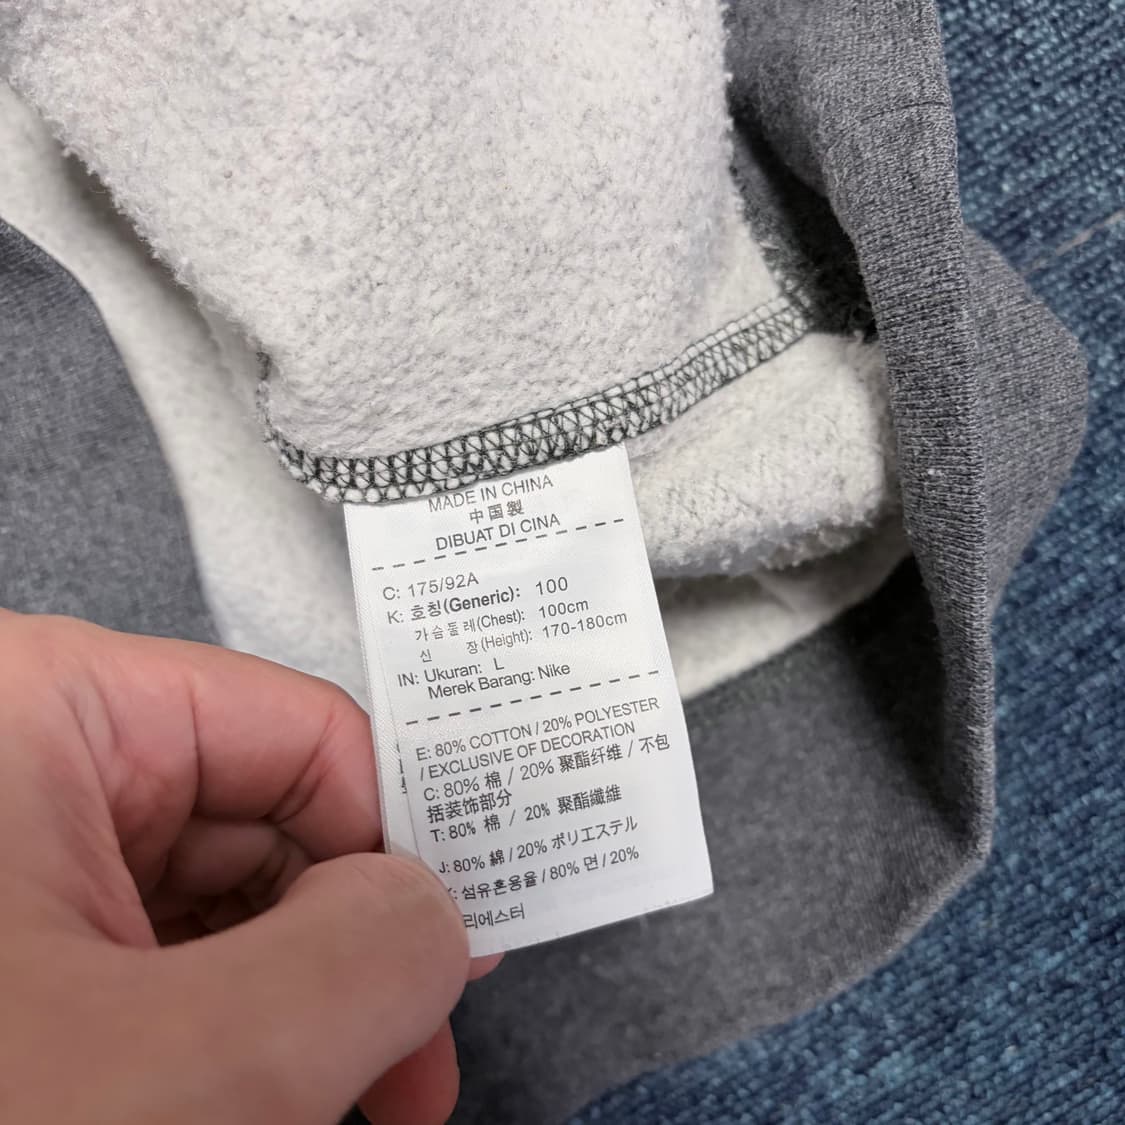 MADE IN CHINA
中国製
DIBUAT DI CINA
C: 175/92A
K: 호칭(Generic): 100
가슴둘레(Chest): 100cm
신 장(Height): 170-180cm
IN: Ukuran: L
Merek Barang: Nike
E: 80% COTTON / 20% POLYESTER
/ EXCLUSIVE OF DECORATION
C: 80% 棉 / 20% 聚酯纤维 / 不包
括装饰部分
T: 80% 棉 / 20% 聚酯纖維
J: 80% 綿 / 20% ポリエステル
: 섬유혼용율 / 80% 면 / 20%
리에스터